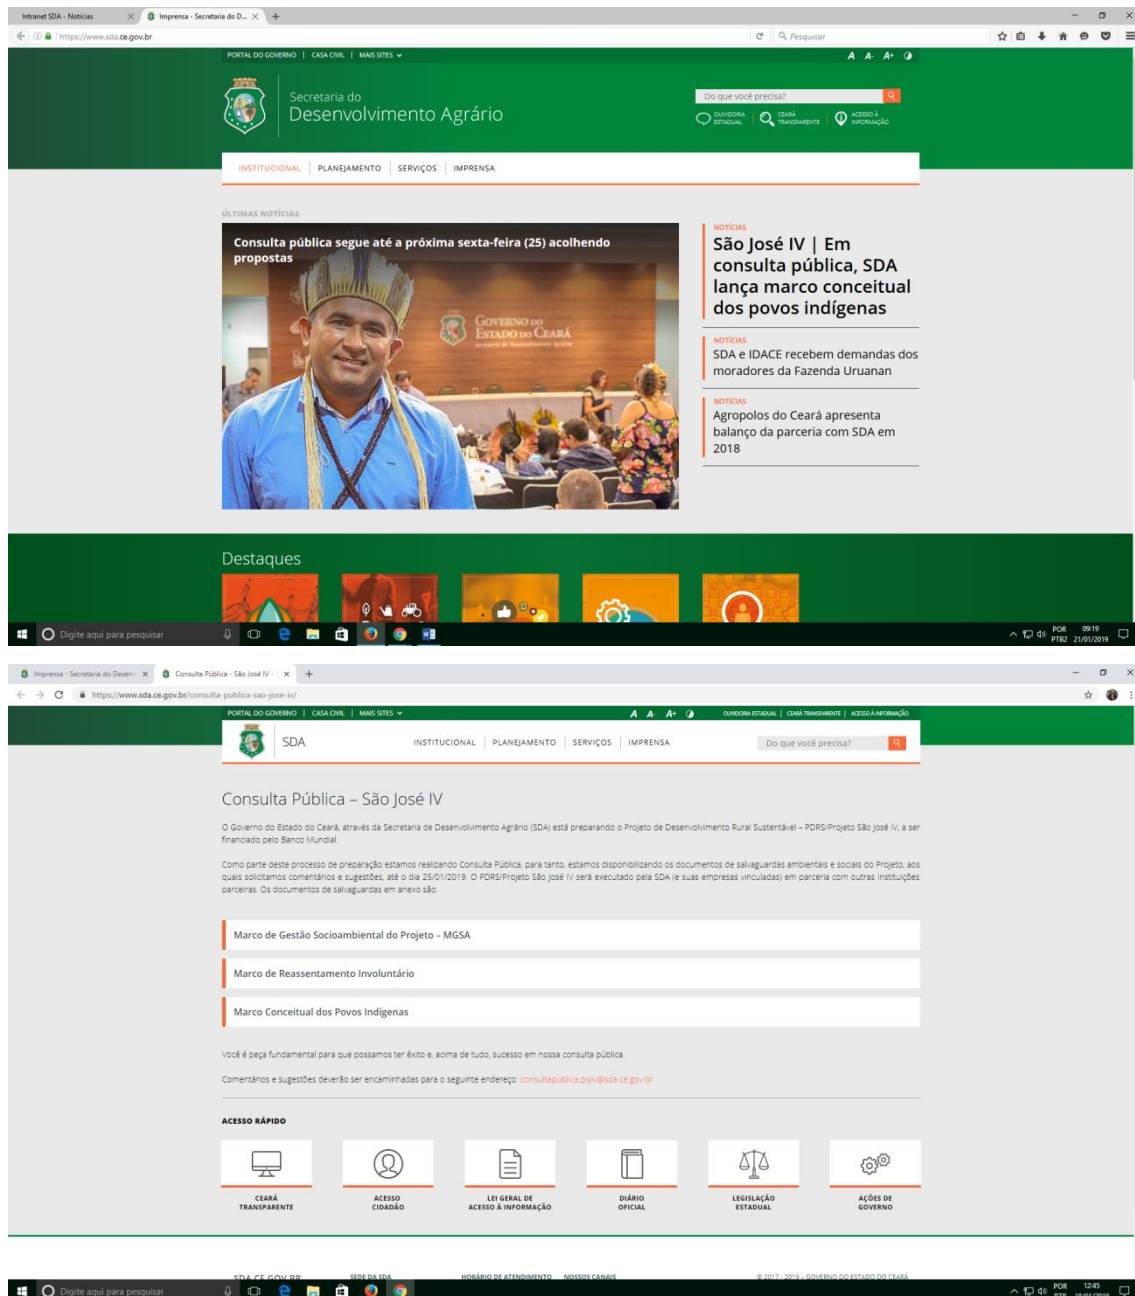 Intranet SDA - Notícias
Imprensa - Secretaria do D...
https://www.sda.ce.gov.br
Pesquisar
PORTAL DO GOVERNO | CASA CIVIL | MAIS SITES
A A- A+
Secretaria do
Desenvolvimento Agrário
Do que você precisa?
OUVIDORIA ESTADUAL
CEARÁ TRANSPARENTE
ACESSO À INFORMAÇÃO
INSTITUCIONAL | PLANEJAMENTO | SERVIÇOS | IMPRENSA
ÚLTIMAS NOTÍCIAS
Consulta pública segue até a próxima sexta-feira (25) acolhendo
propostas
GOVERNO DO
ESTADO DO CEARÁ
Secretaria do Desenvolvimento Agrário
NOTÍCIAS
São José IV | Em
consulta pública, SDA
lança marco conceitual
dos povos indígenas
NOTÍCIAS
SDA e IDACE recebem demandas dos
moradores da Fazenda Uruanan
NOTÍCIAS
Agropolos do Ceará apresenta
balanço da parceria com SDA em
2018
Destaques
Digite aqui para pesquisar
POR 09:19
PTB2 21/01/2019
Imprensa - Secretaria do Desen
Consulta Pública - São José IV -
https://www.sda.ce.gov.br/consulta-publica-sao-jose-iv/
PORTAL DO GOVERNO | CASA CIVIL | MAIS SITES
A A- A+
OUVIDORIA ESTADUAL | CEARÁ TRANSPARENTE | ACESSO À INFORMAÇÃO
SDA
INSTITUCIONAL | PLANEJAMENTO | SERVIÇOS | IMPRENSA
Do que você precisa?
Consulta Pública – São José IV
O Governo do Estado do Ceará, através da Secretaria de Desenvolvimento Agrário (SDA) está preparando o Projeto de Desenvolvimento Rural Sustentável – PDRS/Projeto São José IV, a ser
financiado pelo Banco Mundial.
Como parte deste processo de preparação estamos realizando Consulta Pública, para tanto, estamos disponibilizando os documentos de salvaguardas ambientais e sociais do Projeto, aos
quais solicitamos comentários e sugestões, até o dia 25/01/2019. O PDRS/Projeto São José IV será executado pela SDA (e suas empresas vinculadas) em parceria com outras instituições
parceiras. Os documentos de salvaguardas em anexo são:
Marco de Gestão Socioambiental do Projeto – MGSA
Marco de Reassentamento Involuntário
Marco Conceitual dos Povos Indígenas
Você é peça fundamental para que possamos ter êxito e, acima de tudo, sucesso em nossa consulta pública.
Comentários e sugestões deverão ser encaminhadas para o seguinte endereço: consultapublica.psjiv@sda.ce.gov.br
ACESSO RÁPIDO
CEARÁ TRANSPARENTE
ACESSO CIDADÃO
LEI GERAL DE ACESSO À INFORMAÇÃO
DIÁRIO OFICIAL
LEGISLAÇÃO ESTADUAL
AÇÕES DE GOVERNO
SDA.CE.GOV.BR
SEDE DA SDA
HORÁRIO DE ATENDIMENTO
NOSSOS CANAIS
© 2017 - 2019 – GOVERNO DO ESTADO DO CEARÁ
Digite aqui para pesquisar
POR 12:45